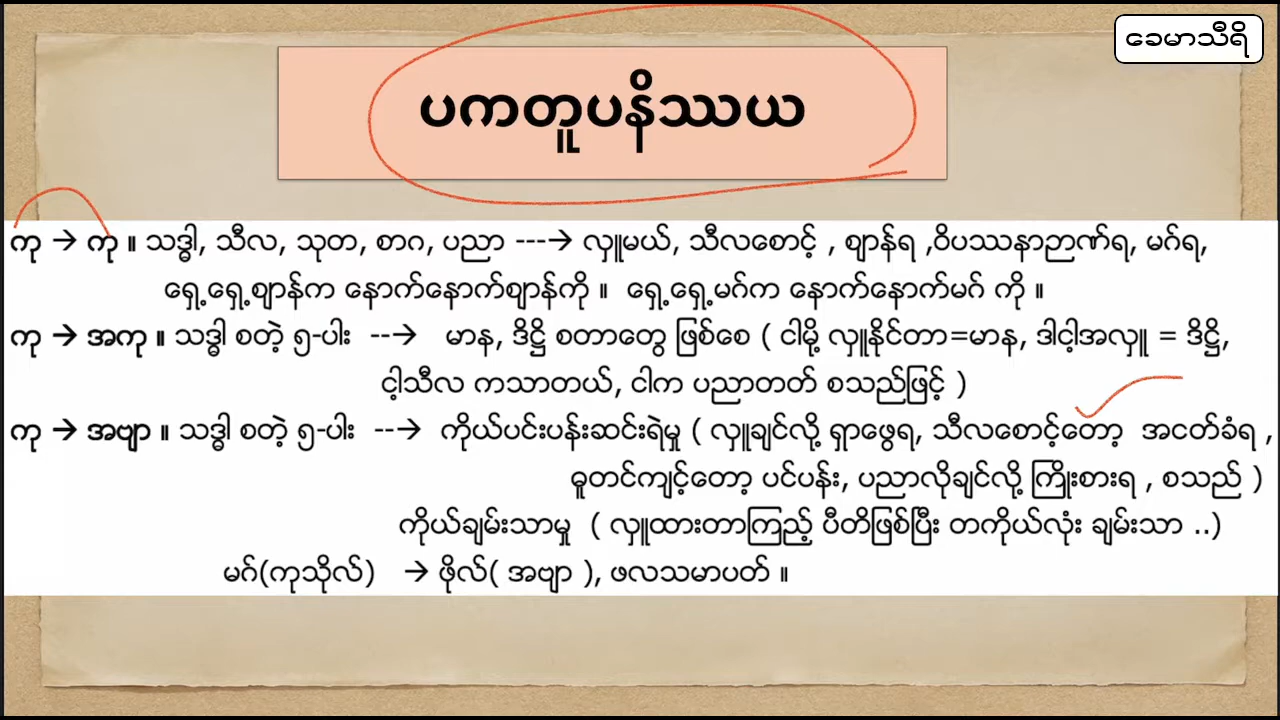 ခေမာသီရိ
ပကတူပနိဿယ
ကု → ကု ။ သဒ္ဓါ, သီလ, သုတ, စာဂ, ပညာ ---→ လှူမယ်, သီလစောင့် , ဈာန်ရ ,ဝိပဿနာဉာဏ်ရ, မဂ်ရ,
ရှေ့ရှေ့ဈာန်က နောက်နောက်ဈာန်ကို ။ ရှေ့ရှေ့မဂ်က နောက်နောက်မဂ် ကို ။
ကု → အကု ။ သဒ္ဓါ စတဲ့ ၅-ပါး --→ မာန, ဒိဋ္ဌိ စတာတွေ ဖြစ်စေ ( ငါမို့ လှူနိုင်တာ=မာန, ဒါငါ့အလှူ = ဒိဋ္ဌိ,
ငါ့သီလ ကသာတယ်, ငါက ပညာတတ် စသည်ဖြင့် )
ကု → အဗျာ ။ သဒ္ဓါ စတဲ့ ၅-ပါး --→ ကိုယ်ပင်းပန်းဆင်းရဲမှု ( လှူချင်လို့ ရှာဖွေရ, သီလစောင့်တော့ အငတ်ခံရ ,
ဓူတင်ကျင့်တော့ ပင်ပန်း, ပညာလိုချင်လို့ ကြိုးစားရ , စသည် )
ကိုယ်ချမ်းသာမှု ( လှူထားတာကြည့် ပီတိဖြစ်ပြီး တကိုယ်လုံး ချမ်းသာ ..)
မဂ်(ကုသိုလ်) → ဖိုလ်( အဗျာ ), ဖလသမာပတ် ။